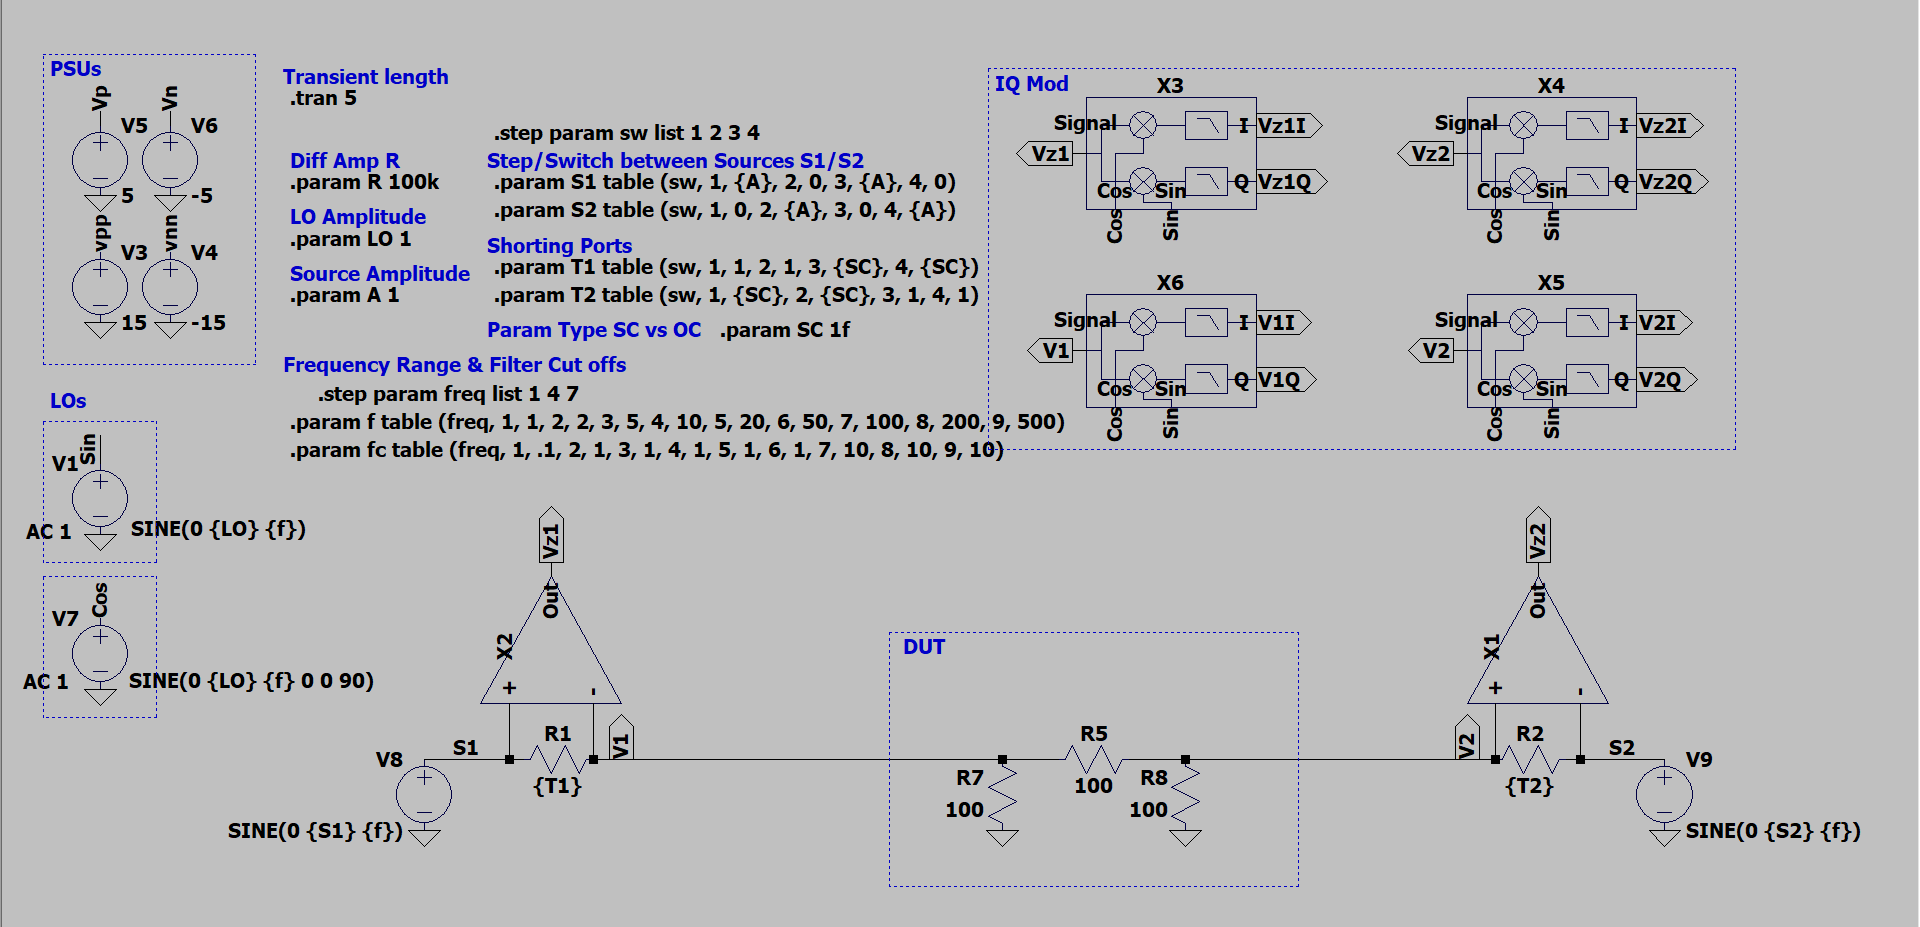 PSUs
Vp
Vn
V5
V6
5
-5
vpp
vnn
V3
V4
15
-15
Transient length
.tran 5
.step param sw list 1 2 3 4
Diff Amp R
.param R 100k
LO Amplitude
.param LO 1
Source Amplitude
.param A 1
Step/Switch between Sources S1/S2
.param S1 table (sw, 1, {A}, 2, 0, 3, {A}, 4, 0)
.param S2 table (sw, 1, 0, 2, {A}, 3, 0, 4, {A})
Shorting Ports
.param T1 table (sw, 1, 1, 2, 1, 3, {SC}, 4, {SC})
.param T2 table (sw, 1, {SC}, 2, {SC}, 3, 1, 4, 1)
Param Type SC vs OC .param SC 1f
Frequency Range & Filter Cut offs
.step param freq list 1 4 7
.param f table (freq, 1, 1, 2, 2, 3, 5, 4, 10, 5, 20, 6, 50, 7, 100, 8, 200, 9, 500)
.param fc table (freq, 1, .1, 2, 1, 3, 1, 4, 1, 5, 1, 6, 1, 7, 10, 8, 10, 9, 10)
IQ Mod
X3
Signal
I
Vz1I
Vz1
Cos
Sin
Q
Vz1Q
Cos
Sin
X4
Signal
I
Vz2I
Vz2
Cos
Sin
Q
Vz2Q
Cos
Sin
X6
Signal
I
V1I
V1
Cos
Sin
Q
V1Q
Cos
Sin
X5
Signal
I
V2I
V2
Cos
Sin
Q
V2Q
Cos
Sin
LOs
Sin
V1
AC 1
SINE(0 {LO} {f})
Cos
V7
AC 1
SINE(0 {LO} {f} 0 0 90)
Vz1
Out
X2
+
-
V8
S1
R1
{T1}
V1
SINE(0 {S1} {f})
DUT
R7
100
R5
100
R8
100
Vz2
Out
X1
+
-
V2
R2
{T2}
S2
V9
SINE(0 {S2} {f})